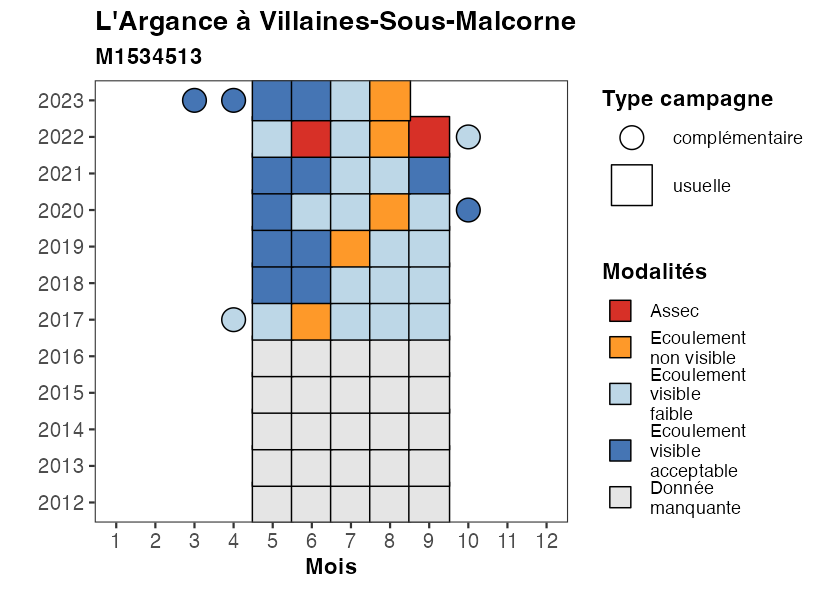 L'Argance à Villaines-Sous-Malcorne
M1534513
2023
2022
2021
2020
2019
2018
2017
2016
2015
2014
2013
2012
1 2 3 4 5 6 7 8 9 10 11 12
Mois
Type campagne
complémentaire
usuelle
Modalités
Assec
Ecoulement
non visible
Ecoulement
visible
faible
Ecoulement
visible
acceptable
Donnée
manquante